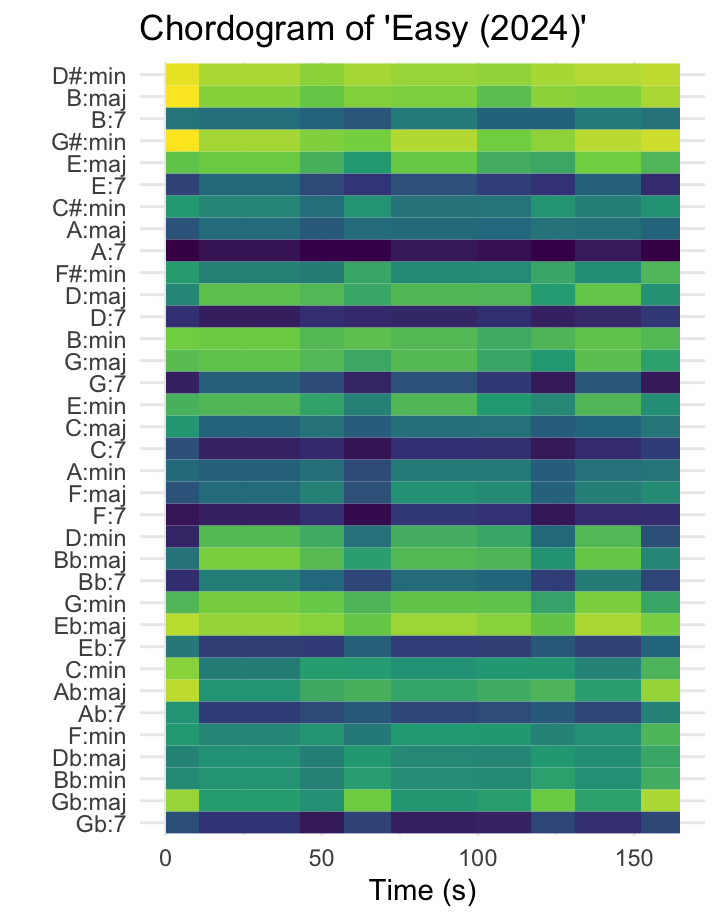 Chordogram of 'Easy (2024)'
D#:min
B:maj
B:7
G#:min
E:maj
E:7
C#:min
A:maj
A:7
F#:min
D:maj
D:7
B:min
G:maj
G:7
E:min
C:maj
C:7
A:min
F:maj
F:7
D:min
Bb:maj
Bb:7
G:min
Eb:maj
Eb:7
C:min
Ab:maj
Ab:7
F:min
Db:maj
Bb:min
Gb:maj
Gb:7
0 50 100 150
Time (s)